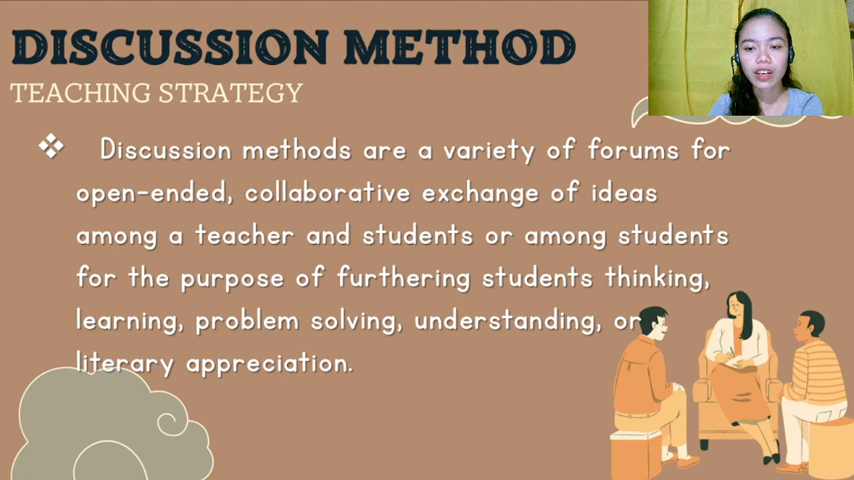 DISCUSSION METHOD
TEACHING STRATEGY
Discussion methods are a variety of forums for
open-ended, collaborative exchange of ideas
among a teacher and students or among students
for the purpose of furthering students thinking,
learning, problem solving, understanding, or
literary appreciation.